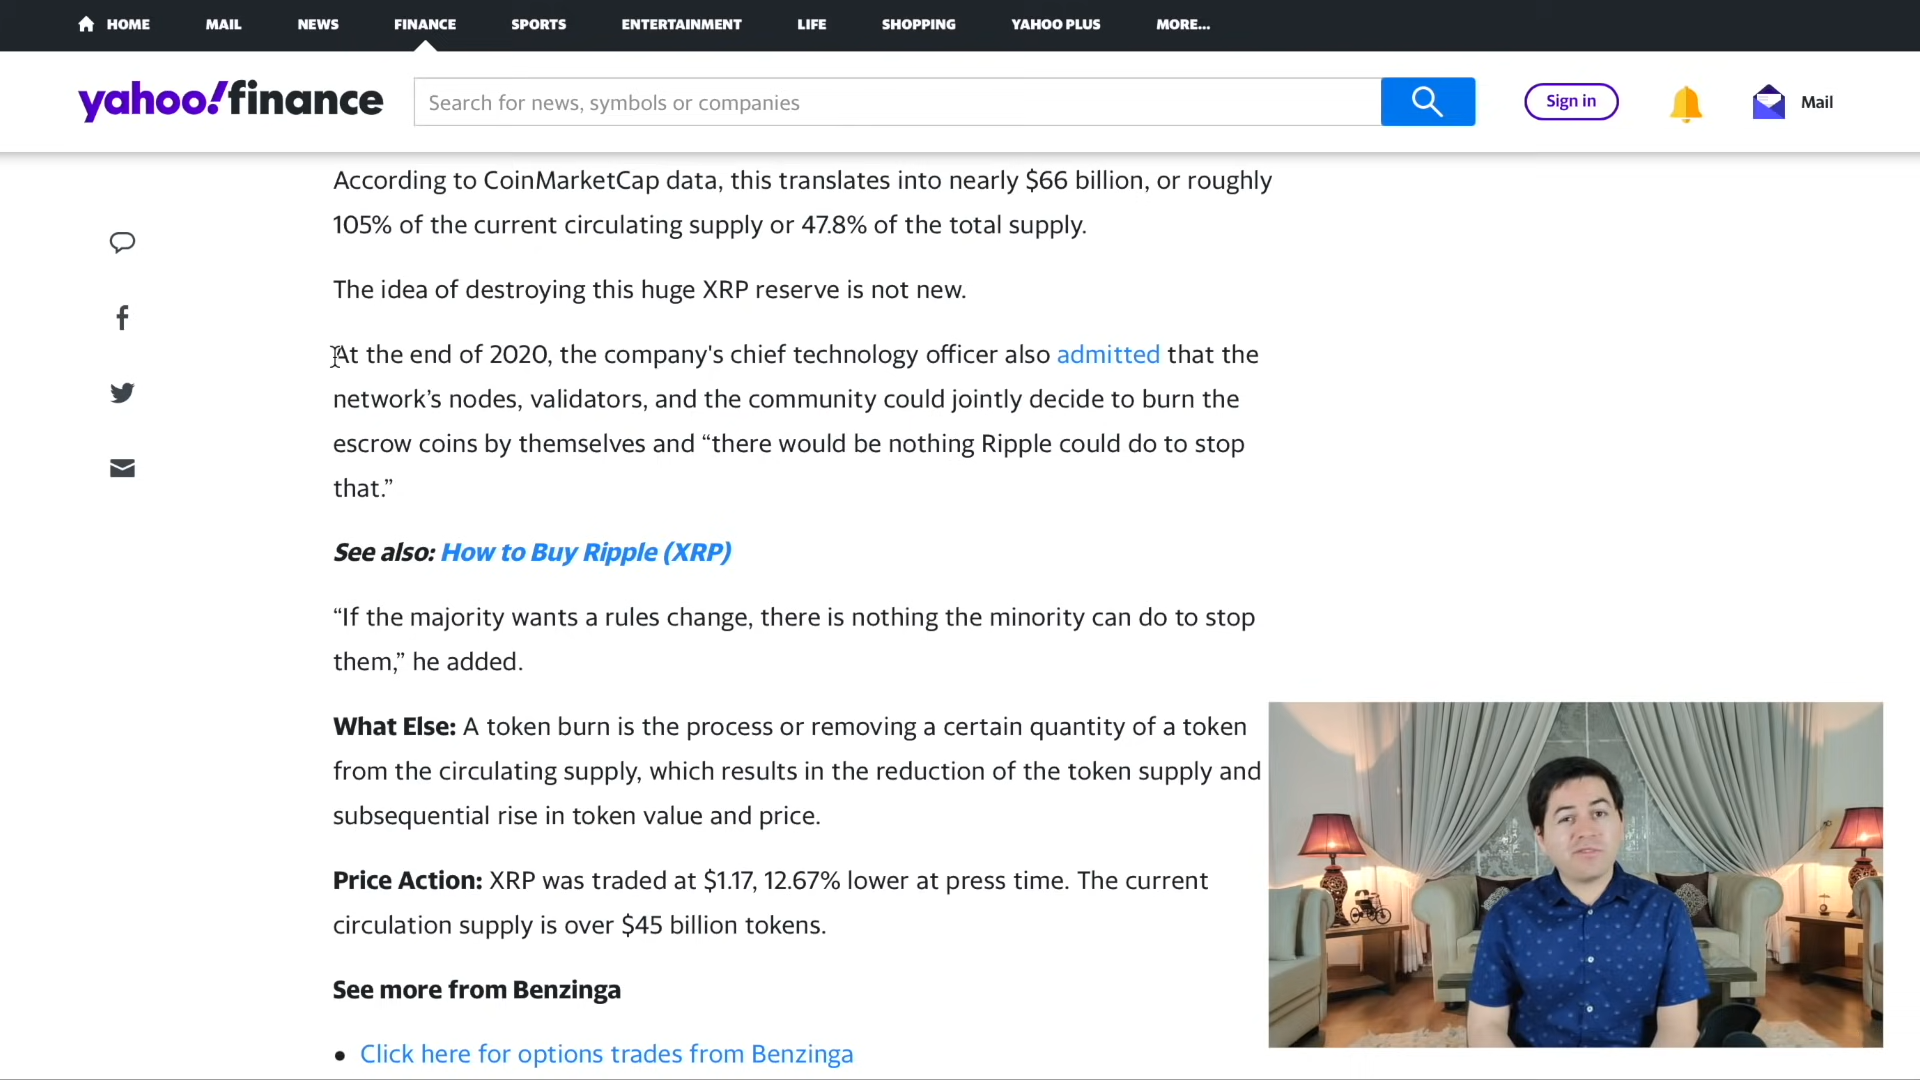 HOME MAIL NEWS FINANCE SPORTS ENTERTAINMENT LIFE SHOPPING YAHOO PLUS MORE...
yahoo!finance Search for news, symbols or companies Sign in Mail
According to CoinMarketCap data, this translates into nearly $66 billion, or roughly
105% of the current circulating supply or 47.8% of the total supply.
The idea of destroying this huge XRP reserve is not new.
At the end of 2020, the company's chief technology officer also admitted that the
network’s nodes, validators, and the community could jointly decide to burn the
escrow coins by themselves and “there would be nothing Ripple could do to stop
that.”
See also: How to Buy Ripple (XRP)
“If the majority wants a rules change, there is nothing the minority can do to stop
them,” he added.
What Else: A token burn is the process or removing a certain quantity of a token
from the circulating supply, which results in the reduction of the token supply and
subsequential rise in token value and price.
Price Action: XRP was traded at $1.17, 12.67% lower at press time. The current
circulation supply is over $45 billion tokens.
See more from Benzinga
• Click here for options trades from Benzinga